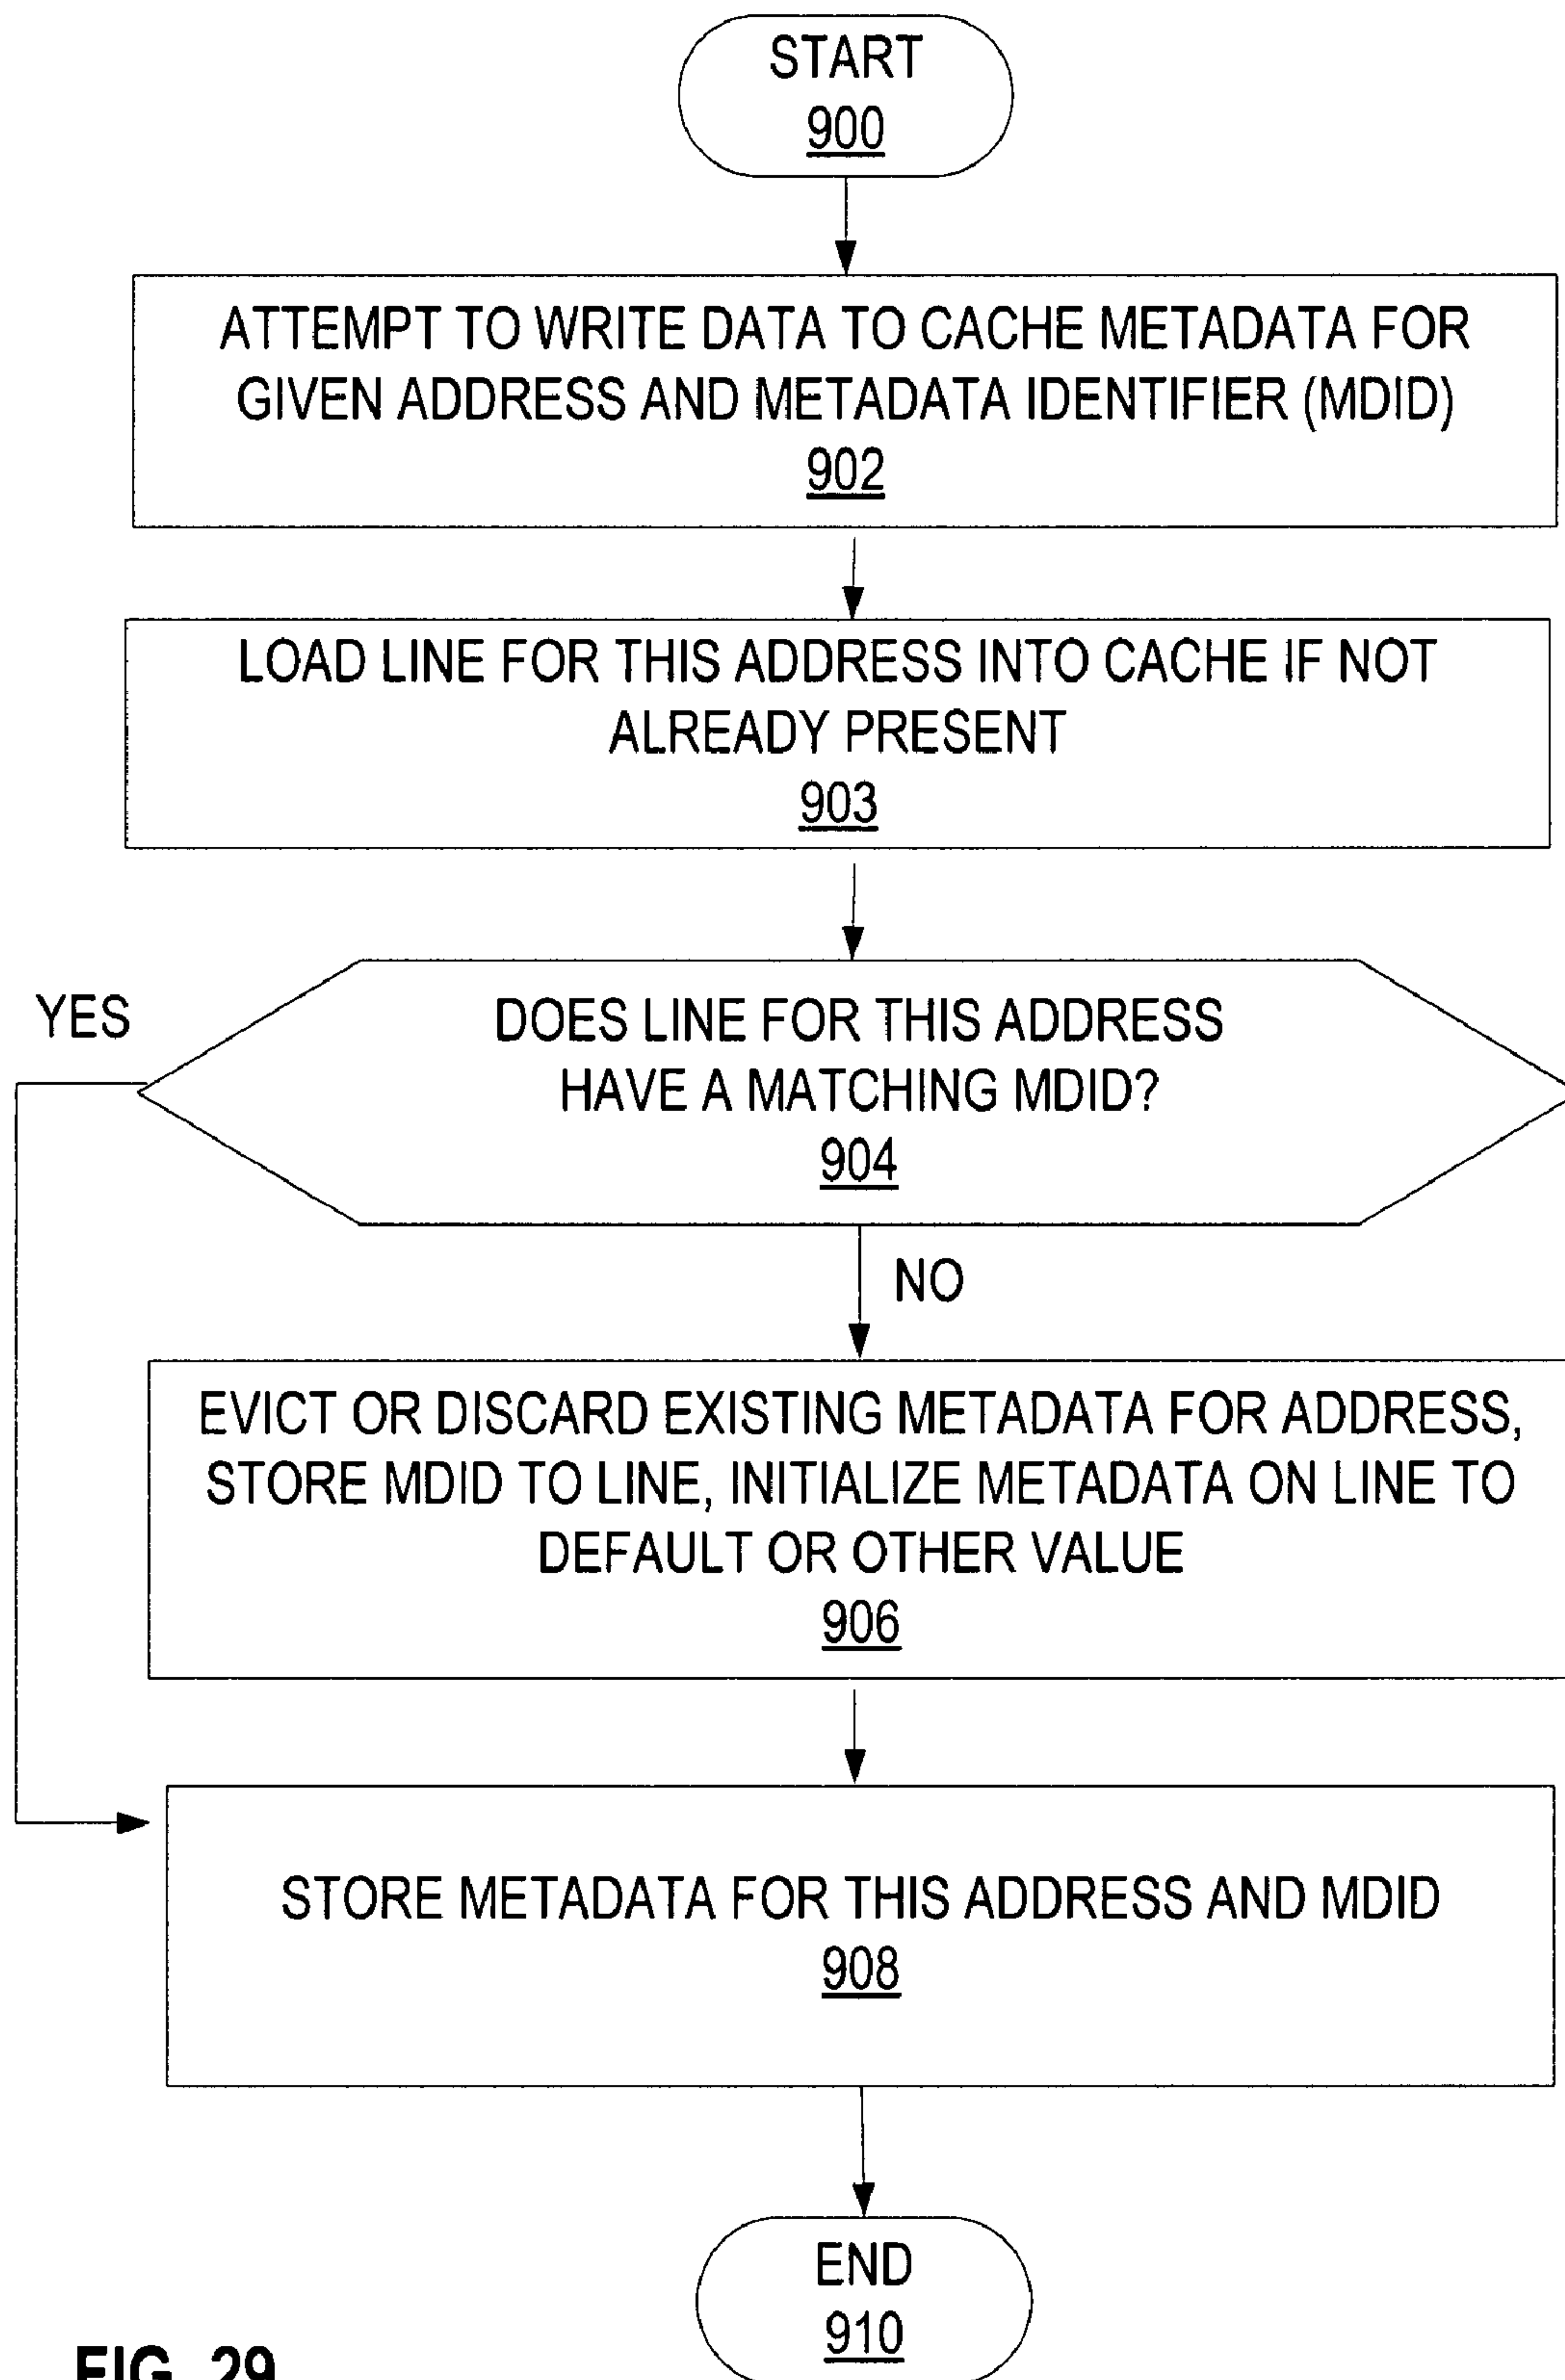 START
900
ATTEMPT TO WRITE DATA TO CACHE METADATA FOR
GIVEN ADDRESS AND METADATA IDENTIFIER (MDID)
902
LOAD LINE FOR THIS ADDRESS INTO CACHE IF NOT
ALREADY PRESENT
903
YES
DOES LINE FOR THIS ADDRESS
HAVE A MATCHING MDID?
904
NO
EVICT OR DISCARD EXISTING METADATA FOR ADDRESS,
STORE MDID TO LINE, INITIALIZE METADATA ON LINE TO
DEFAULT OR OTHER VALUE
906
STORE METADATA FOR THIS ADDRESS AND MDID
908
END
910
FIG. 29